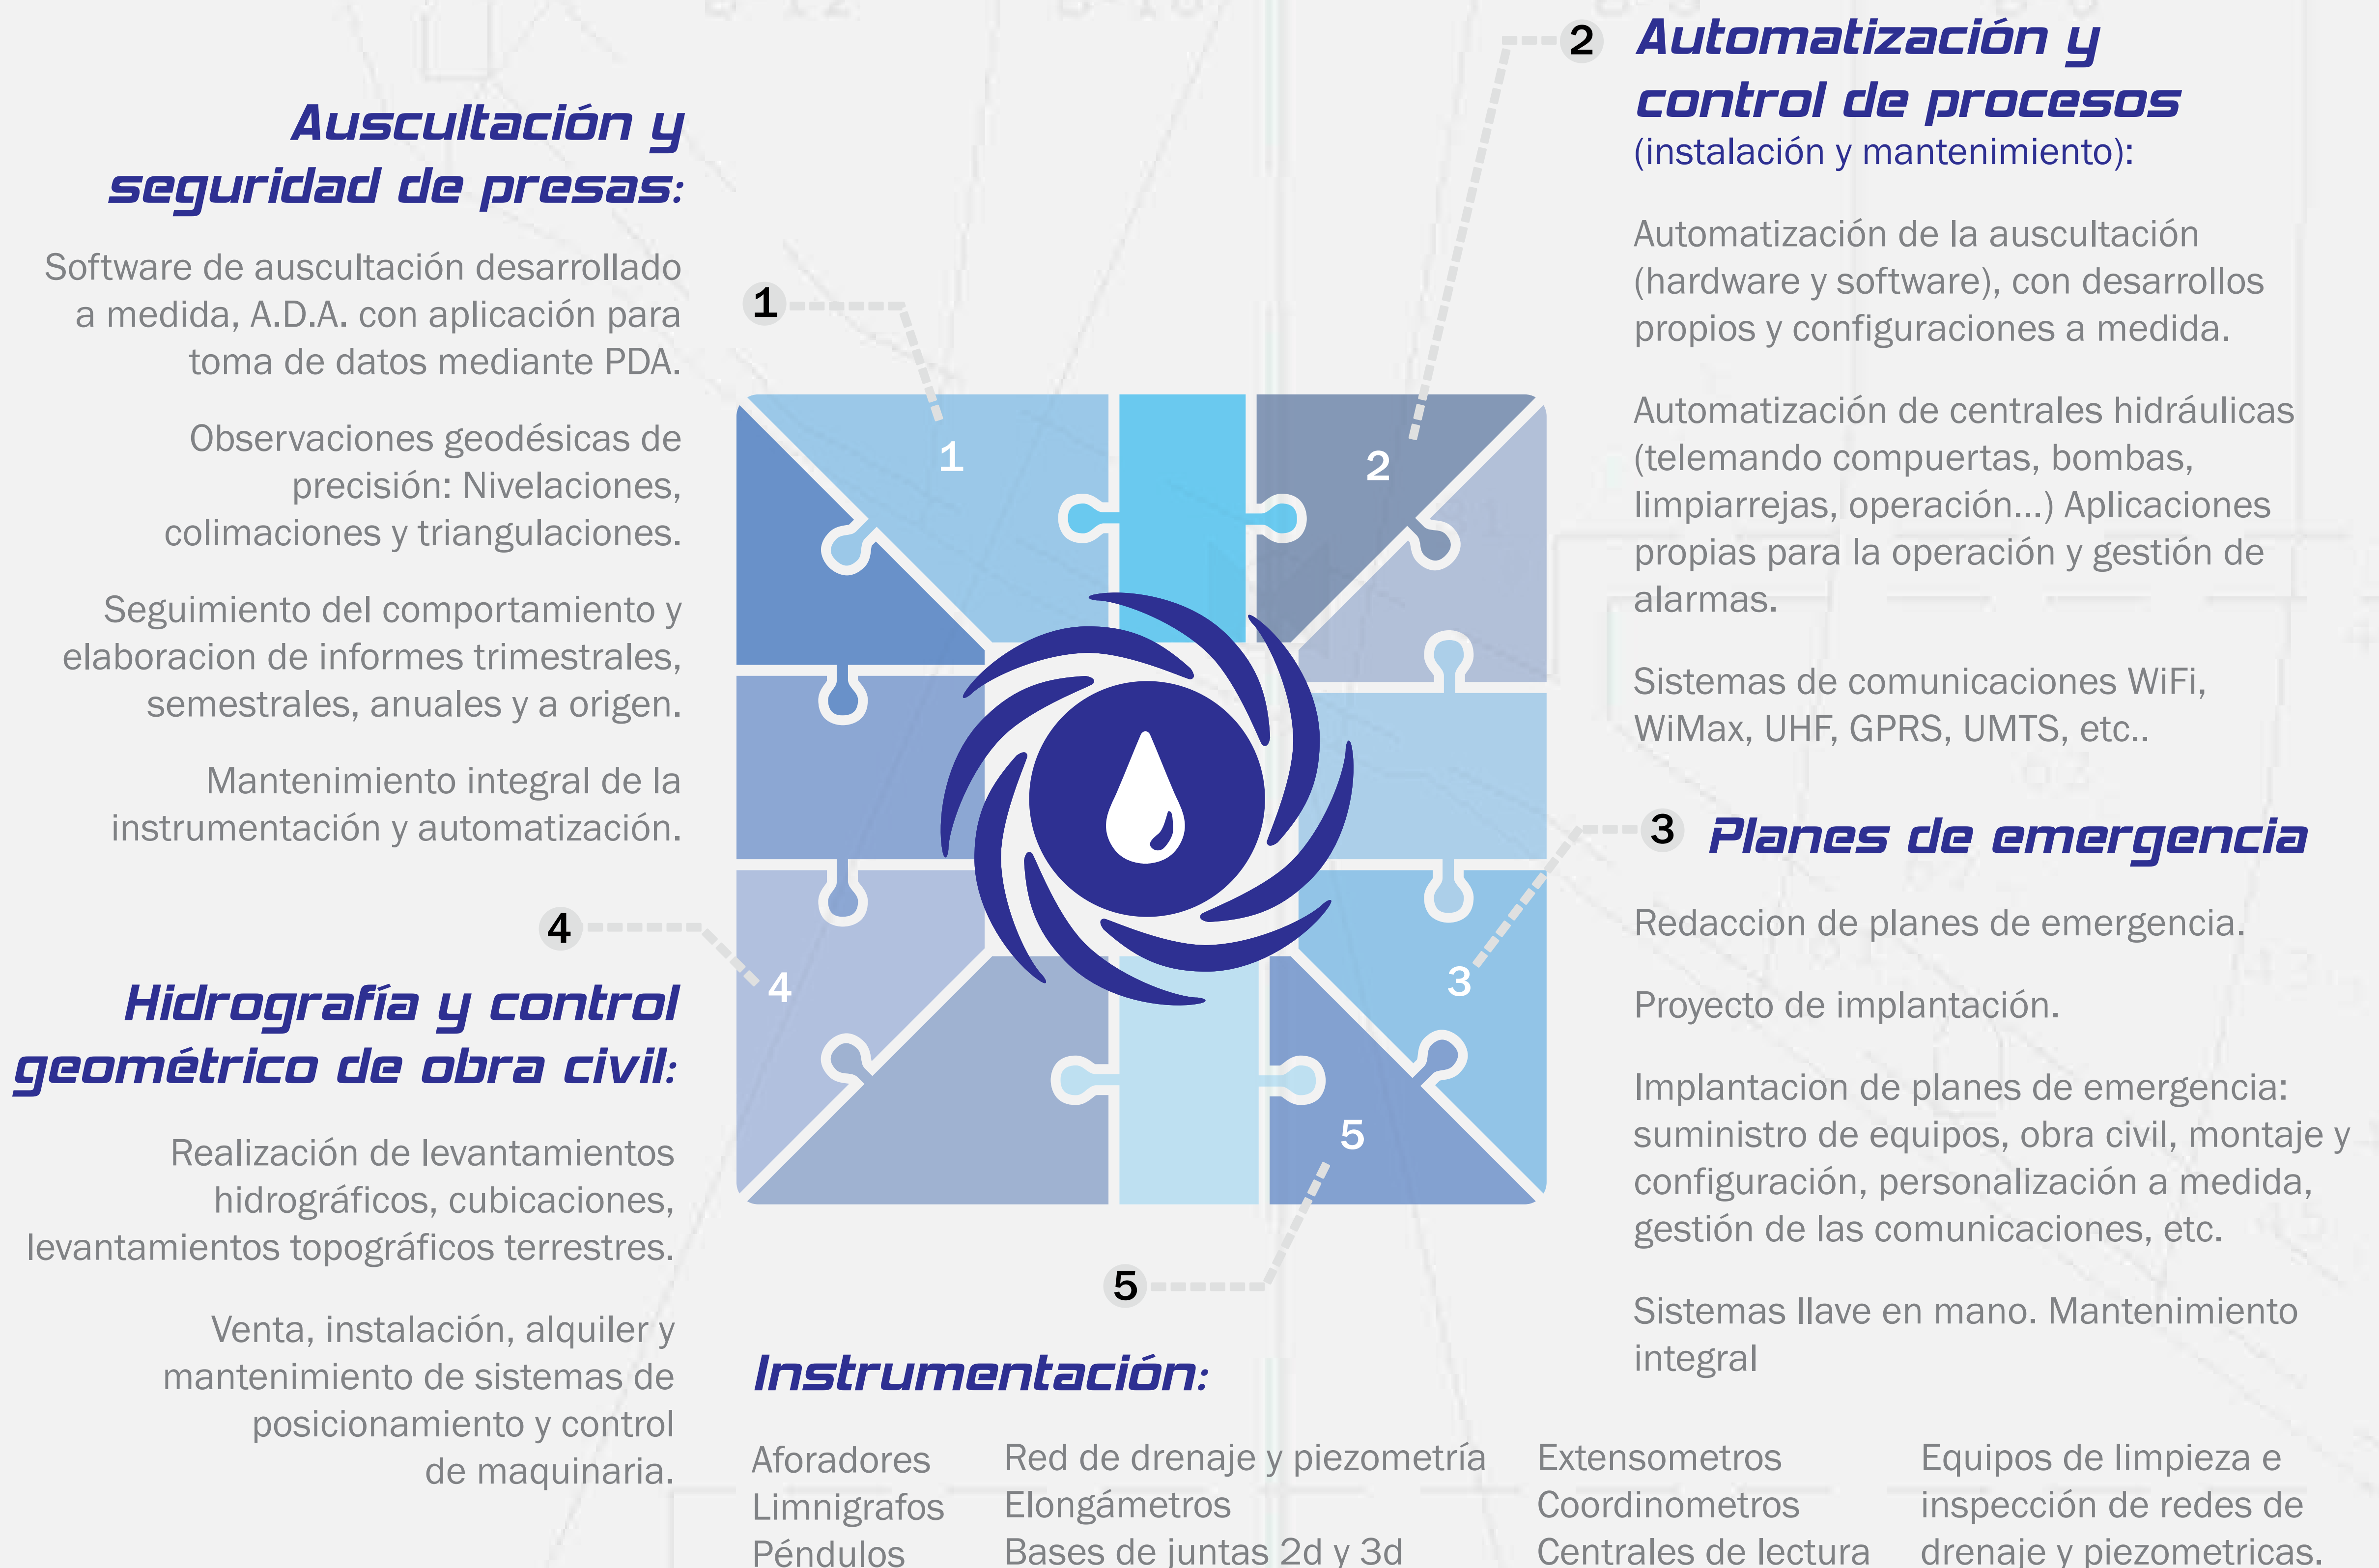 1
Auscultación y
seguridad de presas:
Software de auscultación desarrollado
a medida, A.D.A. con aplicación para
toma de datos mediante PDA.
Observaciones geodésicas de
precisión: Nivelaciones,
colimaciones y triangulaciones.
Seguimiento del comportamiento y
elaboracion de informes trimestrales,
semestrales, anuales y a origen.
Mantenimiento integral de la
instrumentación y automatización.
2
Automatización y
control de procesos
(instalación y mantenimiento):
Automatización de la auscultación
(hardware y software), con desarrollos
propios y configuraciones a medida.
Automatización de centrales hidráulicas
(telemando compuertas, bombas,
limpiarrejas, operación...) Aplicaciones
propias para la operación y gestión de
alarmas.
Sistemas de comunicaciones WiFi,
WiMax, UHF, GPRS, UMTS, etc..
1
2
3
4
5
3
Planes de emergencia
Redaccion de planes de emergencia.
Proyecto de implantación.
Implantacion de planes de emergencia:
suministro de equipos, obra civil, montaje y
configuración, personalización a medida,
gestión de las comunicaciones, etc.
Sistemas llave en mano. Mantenimiento
integral
4
Hidrografía y control
geométrico de obra civil:
Realización de levantamientos
hidrográficos, cubicaciones,
levantamientos topográficos terrestres.
Venta, instalación, alquiler y
mantenimiento de sistemas de
posicionamiento y control
de maquinaria.
5
Instrumentación:
Aforadores
Limnigrafos
Péndulos
Red de drenaje y piezometría
Elongámetros
Bases de juntas 2d y 3d
Extensometros
Coordinometros
Centrales de lectura
Equipos de limpieza e
inspección de redes de
drenaje y piezometricas.